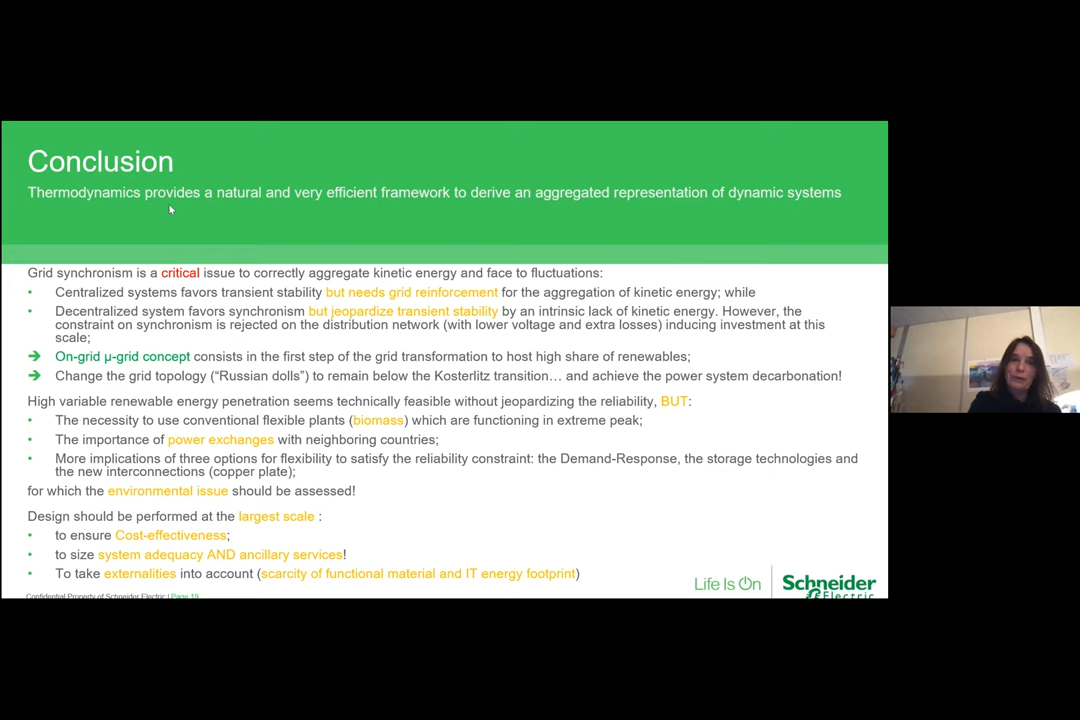 Conclusion
Thermodynamics provides a natural and very efficient framework to derive an aggregated representation of dynamic systems
Grid synchronism is a critical issue to correctly aggregate kinetic energy and face to fluctuations:
• Centralized systems favors transient stability but needs grid reinforcement for the aggregation of kinetic energy; while
• Decentralized system favors synchronism but jeopardize transient stability by an intrinsic lack of kinetic energy. However, the
constraint on synchronism is rejected on the distribution network (with lower voltage and extra losses) inducing investment at this
scale;
➔ On-grid µ-grid concept consists in the first step of the grid transformation to host high share of renewables;
➔ Change the grid topology (“Russian dolls”) to remain below the Kosterlitz transition… and achieve the power system decarbonation!
High variable renewable energy penetration seems technically feasible without jeopardizing the reliability, BUT:
• The necessity to use conventional flexible plants (biomass) which are functioning in extreme peak;
• The importance of power exchanges with neighboring countries;
• More implications of three options for flexibility to satisfy the reliability constraint: the Demand-Response, the storage technologies and
the new interconnections (copper plate);
for which the environmental issue should be assessed!
Design should be performed at the largest scale :
• to ensure Cost-effectiveness;
• to size system adequacy AND ancillary services!
• To take externalities into account (scarcity of functional material and IT energy footprint)
Confidential Property of Schneider Electric | Page 19
Life Is On
Schneider
Electric